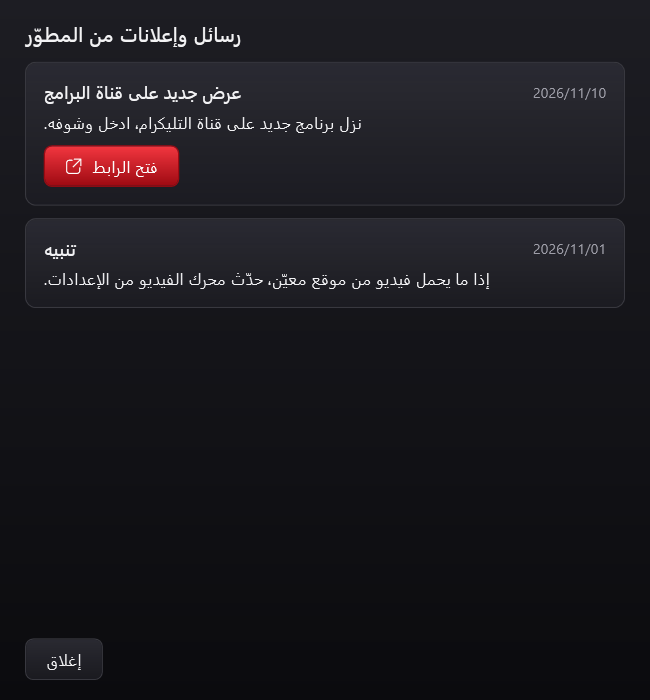 رسائل وإعلانات من المطوّر
عرض جديد على قناة البرامج
2026/11/10
نزل برنامج جديد على قناة التليكرام، ادخل وشوفه.
فتح الرابط
تنبيه
2026/11/01
إذا ما يحمل فيديو من موقع معيّن، حدّث محرك الفيديو من الإعدادات.
إغلاق